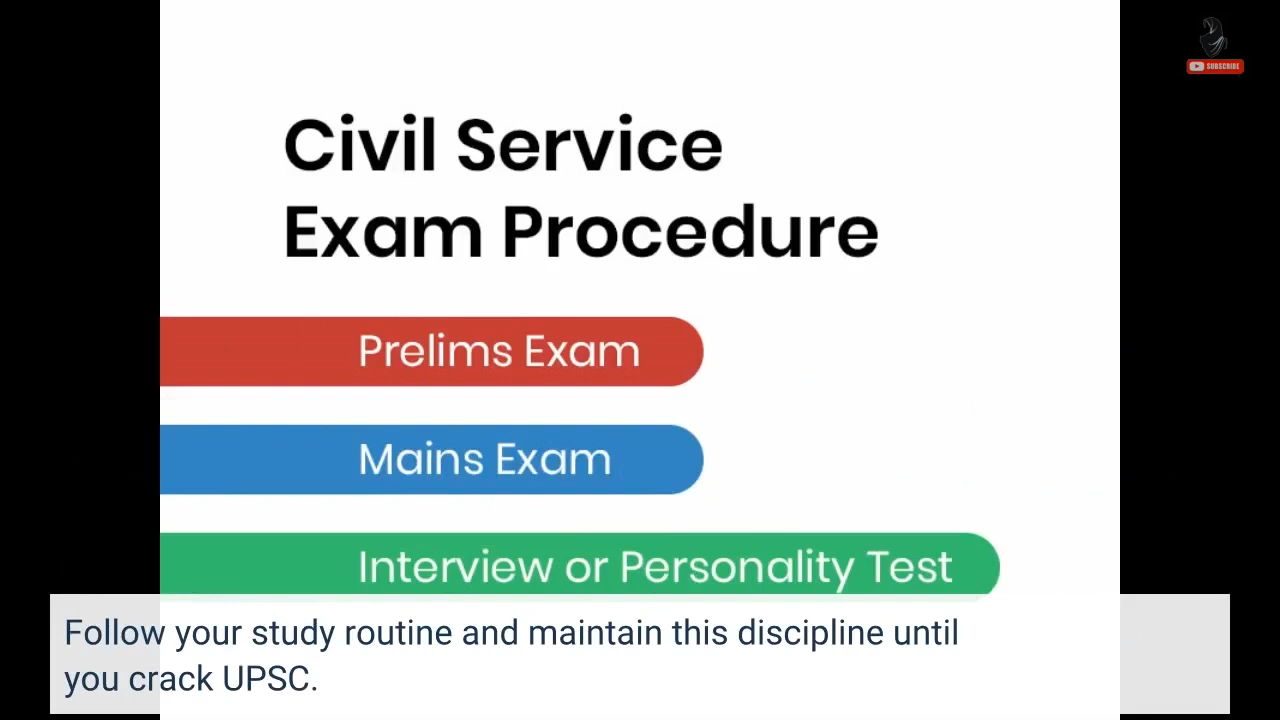 SUBSCRIBE
Civil Service
Exam Procedure
Prelims Exam
Mains Exam
Interview or Personality Test
Follow your study routine and maintain this discipline until
you crack UPSC.